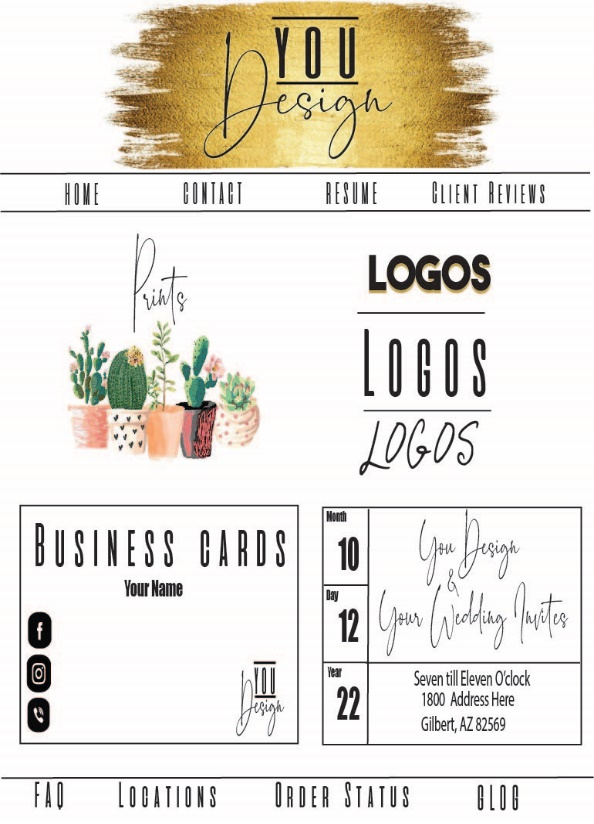 YOU
Design
HOME CONTACT RESUME CLIENT REVIEWS
Prints
LOGOS
LOGOS
LOGOS
BUSINESS CARDS
Your Name
YOU
Design
Month
10
Day
12
Year
22
You Design
&
Your Wedding Invites
Seven till Eleven O'clock
1800 Address Here
Gilbert, AZ 82569
FAQ LOCATIONS ORDER STATUS GLOG